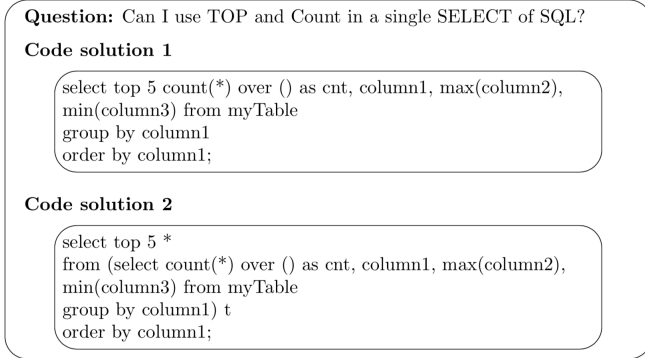 Question: Can I use TOP and Count in a single SELECT of SQL?
Code solution 1
select top 5 count(*) over () as cnt, column1, max(column2),
min(column3) from myTable
group by column1
order by column1;
Code solution 2
select top 5 *
from (select count(*) over () as cnt, column1, max(column2),
min(column3) from myTable
group by column1) t
order by column1;